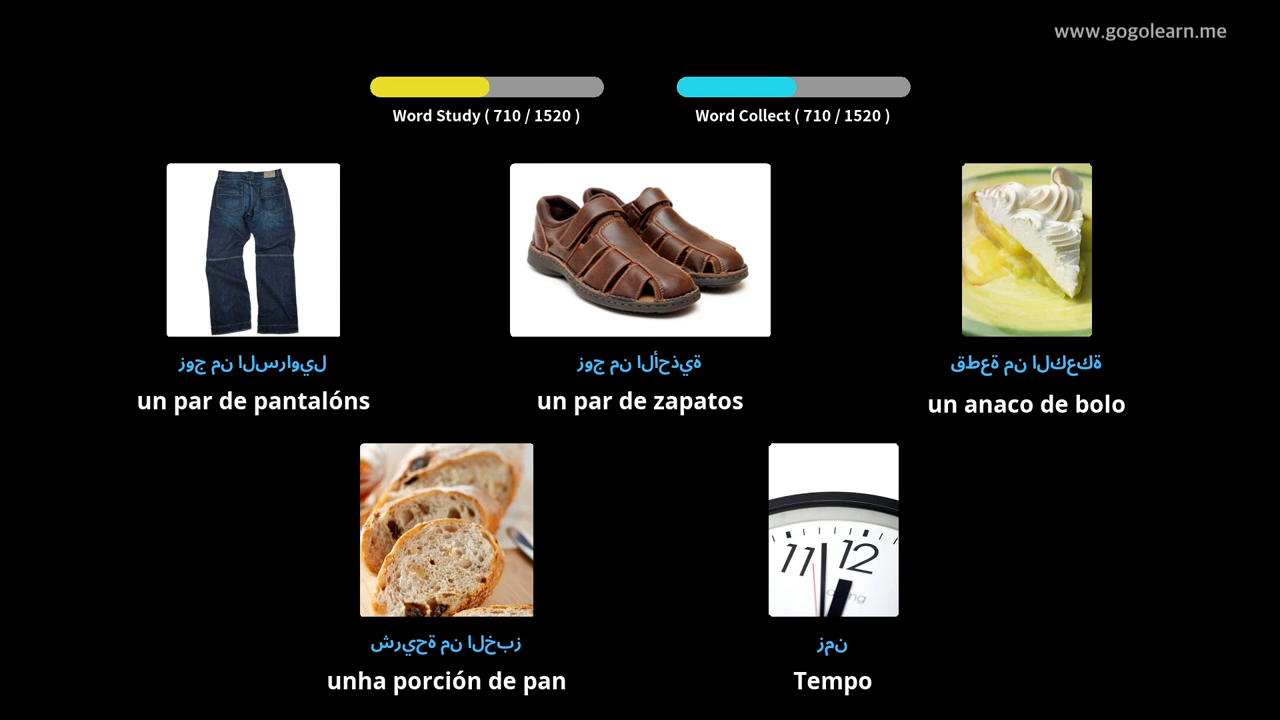 www.gogolearn.me
Word Study ( 710 / 1520 )
Word Collect ( 710 / 1520 )
زوج من السراويل
un par de pantalóns
زوج من الأحذية
un par de zapatos
قطعة من الكعكة
un anaco de bolo
11 12
شريحة من الخبز
unha porción de pan
زمن
Tempo